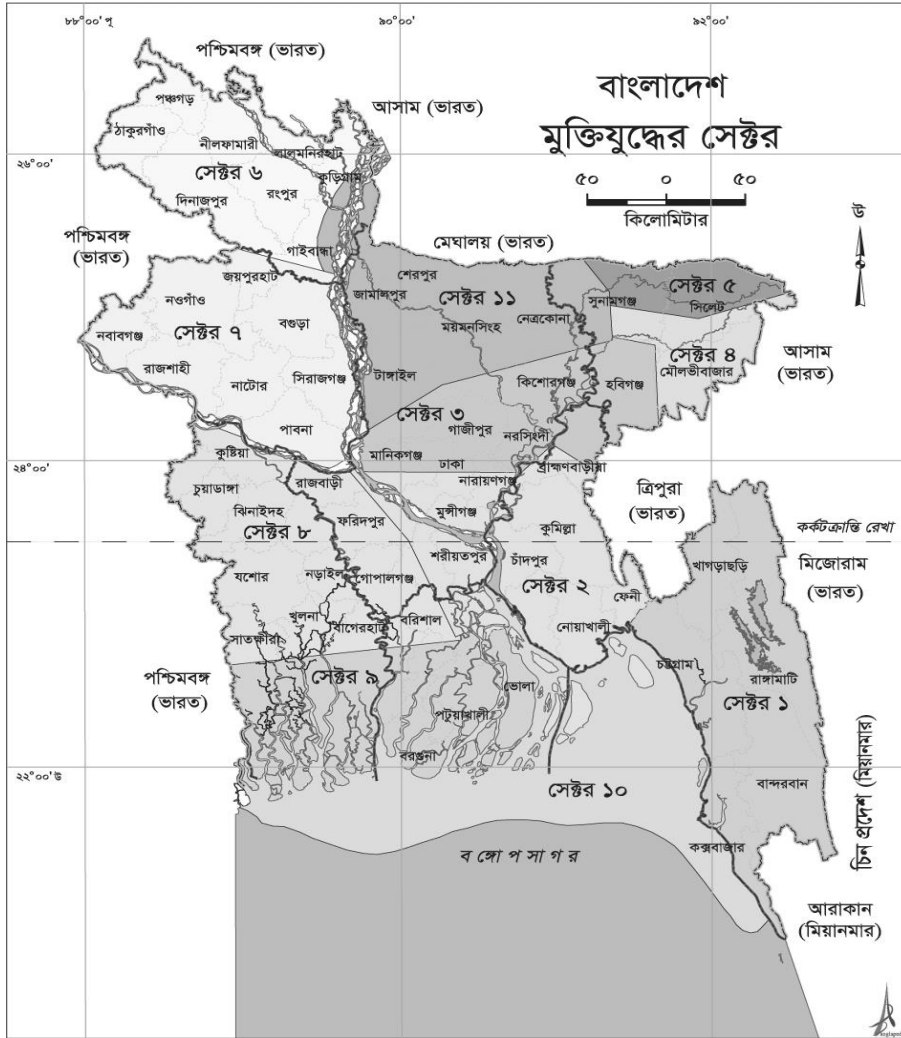 ৮৮°০০' পূ
৯০°০০'
৯২°০০'
পশ্চিমবঙ্গ (ভারত)
বাংলাদেশ
মুক্তিযুদ্ধের সেক্টর
আসাম (ভারত)
পঞ্চগড়
ঠাকুরগাঁও
নীলফামারী
লালমনিরহাট
২৬°০০'
কুড়িগ্রাম
সেক্টর ৬
রংপুর
দিনাজপুর
৫০ ০ ৫০
কিলোমিটার
উ
পশ্চিমবঙ্গ
(ভারত)
গাইবান্ধা
মেঘালয় (ভারত)
জয়পুরহাট
শেরপুর
জামালপুর
সেক্টর ১১
সুনামগঞ্জ
সেক্টর ৫
সিলেট
নওগাঁও
নেত্রকোনা
ময়মনসিংহ
বগুড়া
নবাবগঞ্জ
সেক্টর ৭
সেক্টর ৪
মৌলভীবাজার
আসাম
(ভারত)
রাজশাহী
নাটোর
সিরাজগঞ্জ
টাঙ্গাইল
কিশোরগঞ্জ
হবিগঞ্জ
সেক্টর ৩
গাজীপুর
নরসিংদী
পাবনা
কুষ্টিয়া
মানিকগঞ্জ
ঢাকা
২৪°০০'
ব্রাহ্মণবাড়ীয়া
নারায়ণগঞ্জ
রাজবাড়ী
চুয়াডাঙ্গা
ঝিনাইদহ
ফরিদপুর
মুন্সীগঞ্জ
ত্রিপুরা
(ভারত)
সেক্টর ৮
কুমিল্লা
কর্কটক্রান্তি রেখা
শরীয়তপুর
চাঁদপুর
খাগড়াছড়ি
মিজোরাম
(ভারত)
যশোর
নড়াইল
গোপালগঞ্জ
সেক্টর ২
ফেনী
খুলনা
বাগেরহাট
বরিশাল
নোয়াখালী
সাতক্ষীরা
চট্টগ্রাম
রাঙ্গামাটি
পশ্চিমবঙ্গ
(ভারত)
সেক্টর ৯
ভোলা
সেক্টর ১
পটুয়াখালী
বরগুনী
২২°০০' উ
সেক্টর ১০
বান্দরবান
চিন প্রদেশ (মিয়ানমার)
কক্সবাজার
বঙ্গোপসাগর
আরাকান
(মিয়ানমার)